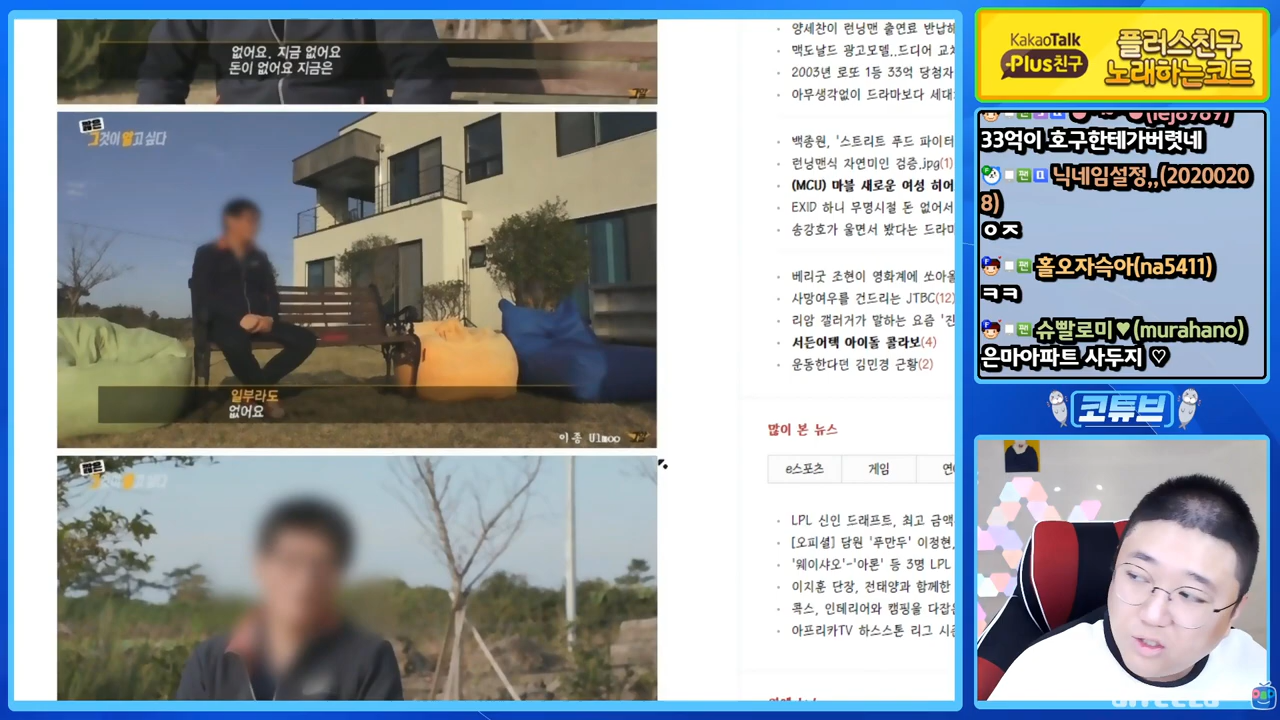 없어요. 지금 없어요
돈이 없어요 지금은
짧은
그것이 알고 싶다
일부라도
없어요
이 룸 Ulmop
짧은
양세찬이 런닝맨 출연료 반납해
맥도날드 광고모델..드디어 교체
2003년 로또 1등 33억 당첨자
아무생각없이 드라마보다 세대
백종원, '스트리트 푸드 파이터
런닝맨식 자연미인 검증.jpg(1)
(MCU) 마블 새로운 여성 히어
EXID 하니 무명시절 돈 없어서
송강호가 울면서 봤다는 드라마
베리굿 조현이 영화계에 쏘아올
사망여우를 건드리는 JTBC(12)
리암 갤러거가 말하는 요즘 '진
서든어택 아이돌 콜라보(4)
운동한다던 김민경 근황(2)
많이 본 뉴스
e스포츠
게임
연
LPL 신인 드래프트, 최고 금액
[오피셜] 담원 '푸만두' 이정현,
'웨이샤오'-'아론' 등 3명 LPL
이지훈 단장, 전태양과 함께한
콕스, 인테리어와 캠핑을 다잡은
아프리카TV 하스스톤 리그 시즌
KakaoTalk
Plus친구
플러스친구
노래하는코트
33억이 호구한테가버렷네
팬 닉네임설정,,(20200208)
ㅇㅈ
팬 홀오자슥아(na5411)
ㅋㅋ
팬 슈빨로미♥(murahano)
은마아파트 사두지 ♡
코튜브